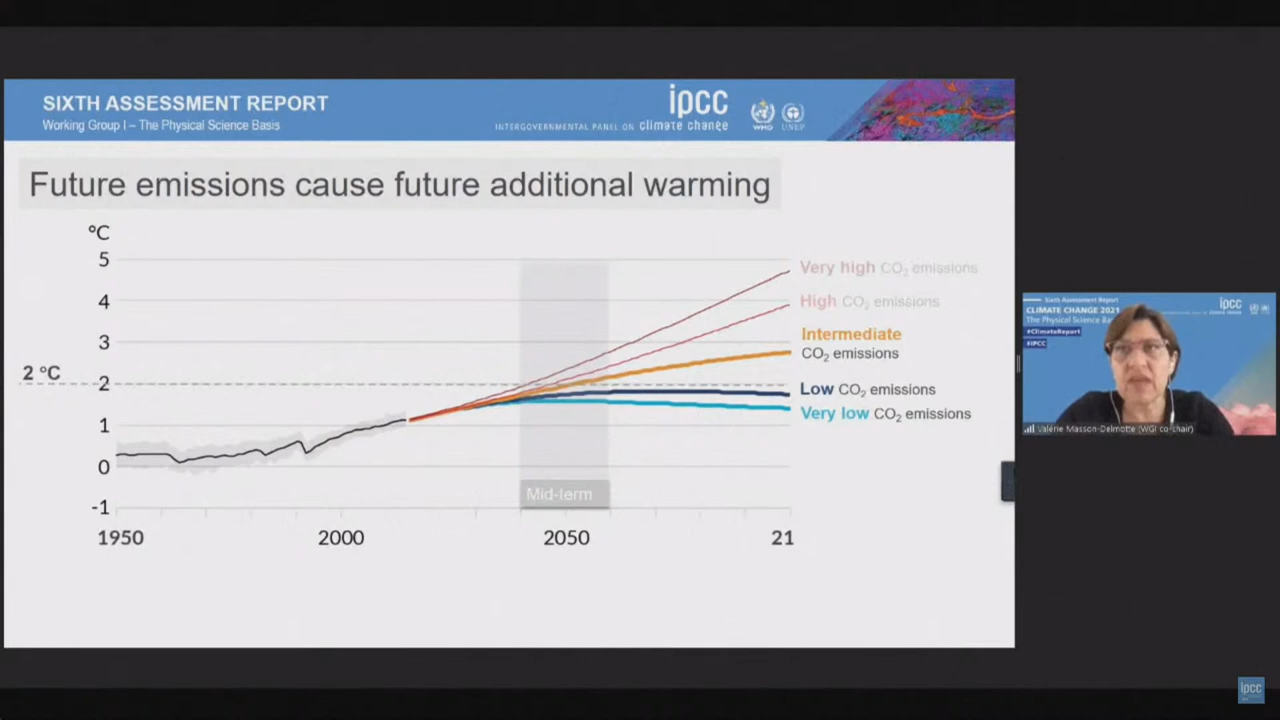 SIXTH ASSESSMENT REPORT
Working Group I – The Physical Science Basis
ipcc
INTERGOVERNMENTAL PANEL ON climate change
WMO
UNEP
Future emissions cause future additional warming
°C
5
4
3
2 °C
2
1
0
-1
1950
2000
2050
21
Mid-term
Very high CO₂ emissions
High CO₂ emissions
Intermediate
CO₂ emissions
Low CO₂ emissions
Very low CO₂ emissions
Sixth Assessment Report
CLIMATE CHANGE 2021
The Physical Science Bas
#ClimateReport
#IPCC
ipcc
Valérie Masson-Delmotte (WGI co-chair)
ipcc